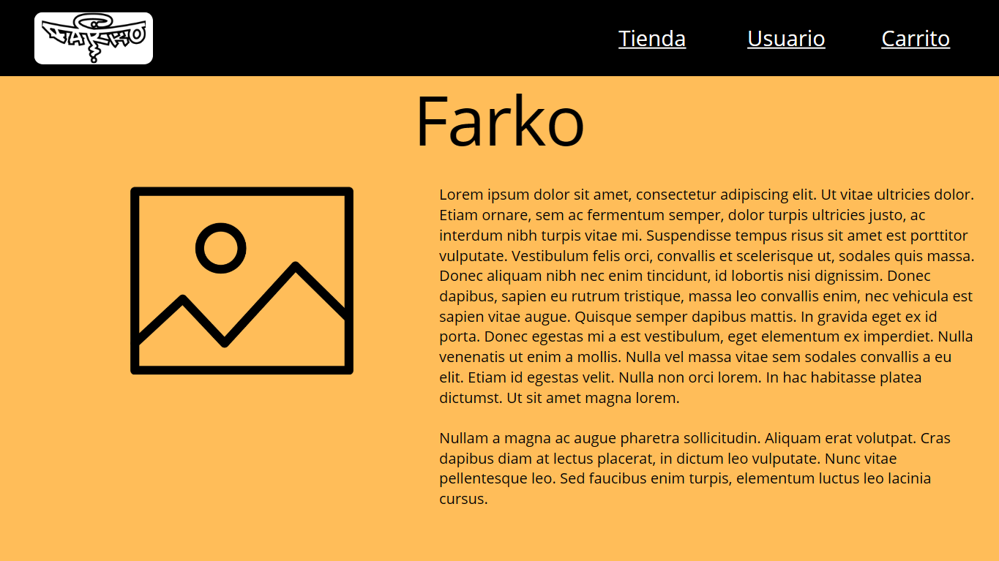 FARKO
Tienda
Usuario
Carrito
Farko
Lorem ipsum dolor sit amet, consectetur adipiscing elit. Ut vitae ultricies dolor.
Etiam ornare, sem ac fermentum semper, dolor turpis ultricies justo, ac
interdum nibh turpis vitae mi. Suspendisse tempus risus sit amet est porttitor
vulputate. Vestibulum felis orci, convallis et scelerisque ut, sodales quis massa.
Donec aliquam nibh nec enim tincidunt, id lobortis nisi dignissim. Donec
dapibus, sapien eu rutrum tristique, massa leo convallis enim, nec vehicula est
sapien vitae augue. Quisque semper dapibus mattis. In gravida eget ex id
porta. Donec egestas mi a est vestibulum, eget elementum ex imperdiet. Nulla
venenatis ut enim a mollis. Nulla vel massa vitae sem sodales convallis a eu
elit. Etiam id egestas velit. Nulla non orci lorem. In hac habitasse platea
dictumst. Ut sit amet magna lorem.
Nullam a magna ac augue pharetra sollicitudin. Aliquam erat volutpat. Cras
dapibus diam at lectus placerat, in dictum leo vulputate. Nunc vitae
pellentesque leo. Sed faucibus enim turpis, elementum luctus leo lacinia
cursus.